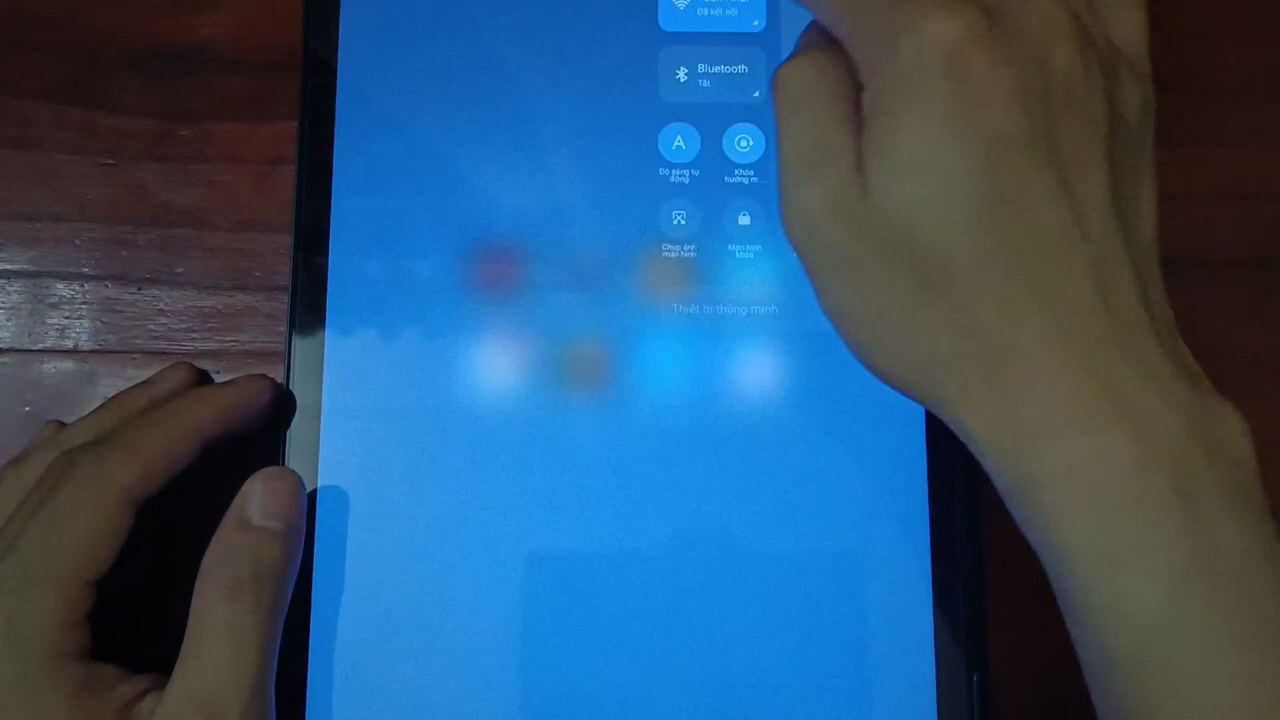 Đã kết nối
Bluetooth
Tắt
A
Độ sáng tự
động
Khóa
hướng m...
Chụp ảnh
màn hình
Màn hình
khóa
Thiết bị thông minh